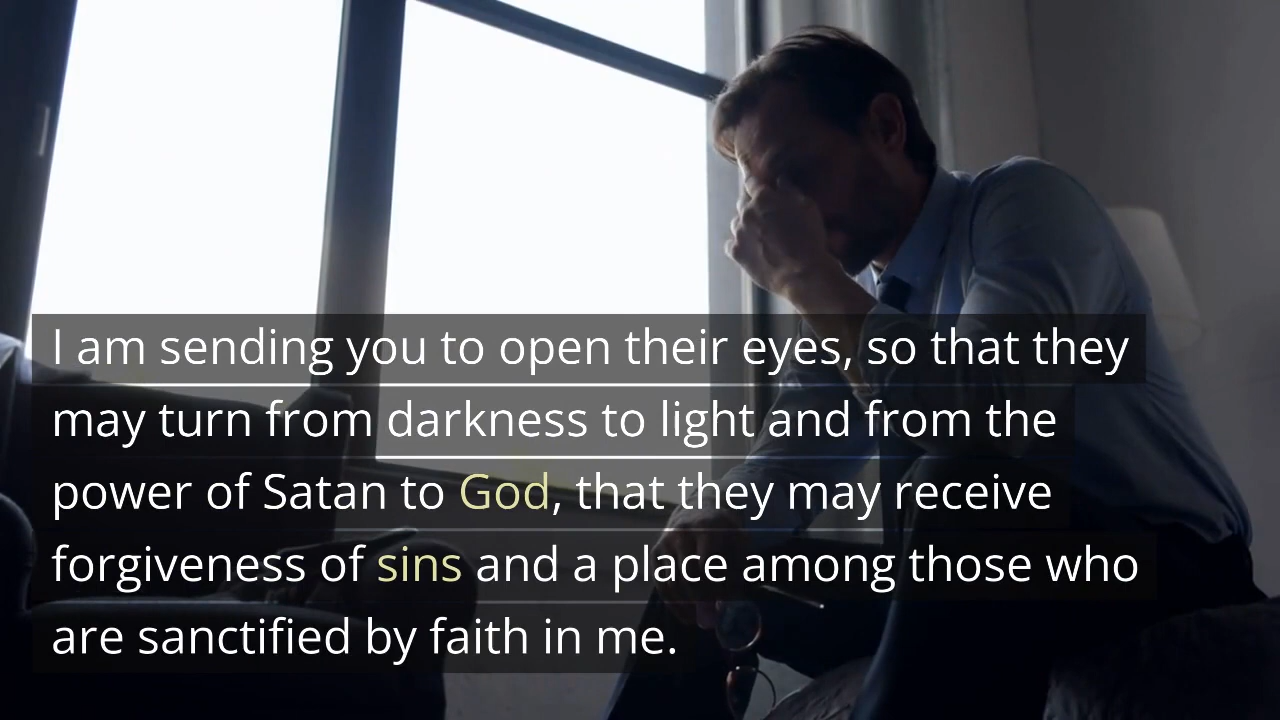 I am sending you to open their eyes, so that they
may turn from darkness to light and from the
power of Satan to God, that they may receive
forgiveness of sins and a place among those who
are sanctified by faith in me.